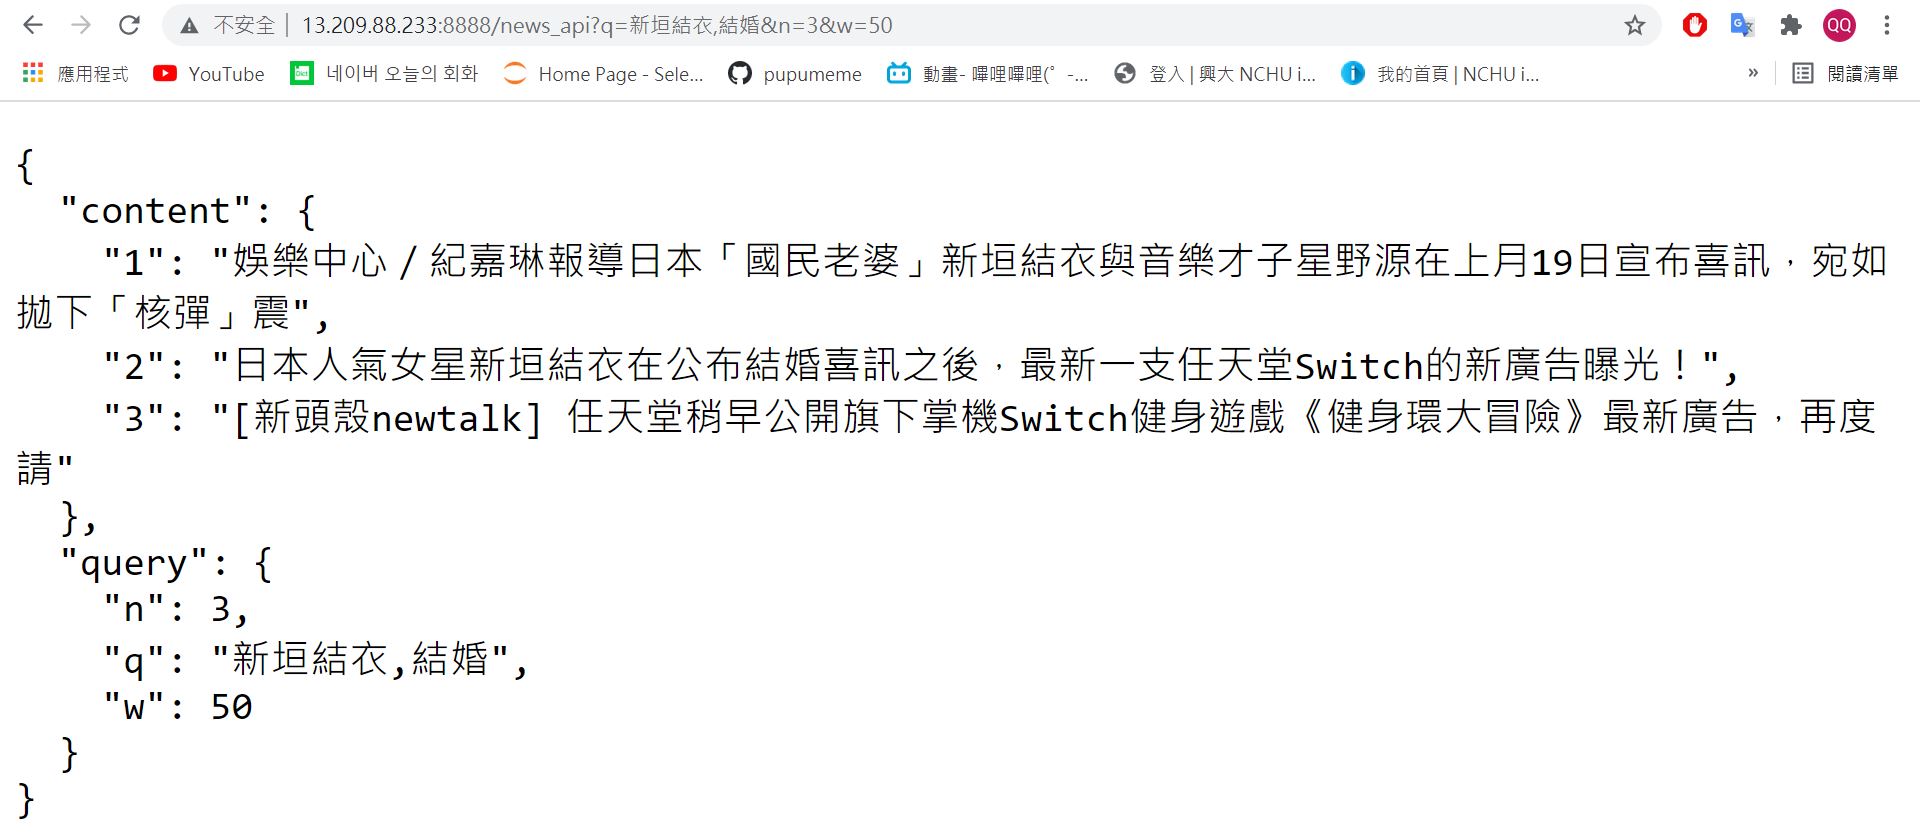 不安全 13.209.88.233:8888/news_api?q=新垣結衣,結婚&n=3&w=50 QQ
應用程式 YouTube Dict 네이버 오늘의 회화 Home Page - Sele... pupumeme 動畫- 嗶哩嗶哩(゜-... 登入 | 興大 NCHU i... 我的首頁 | NCHU i... » 閱讀清單
{
"content": {
"1": "娛樂中心／紀嘉琳報導日本「國民老婆」新垣結衣與音樂才子星野源在上月19日宣布喜訊，宛如
拋下「核彈」震",
"2": "日本人氣女星新垣結衣在公布結婚喜訊之後，最新一支任天堂Switch的新廣告曝光！",
"3": "[新頭殼newtalk] 任天堂稍早公開旗下掌機Switch健身遊戲《健身環大冒險》最新廣告，再度
請"
},
"query": {
"n": 3,
"q": "新垣結衣,結婚",
"w": 50
}
}